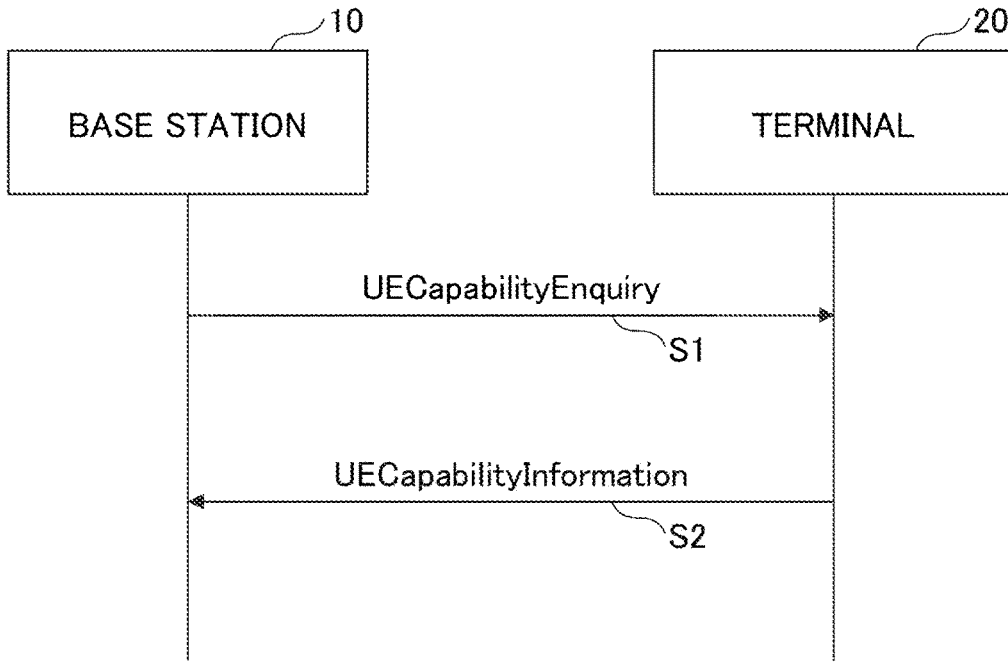 10
20
BASE STATION
TERMINAL
UECapabilityEnquiry
S1
UECapabilityInformation
S2